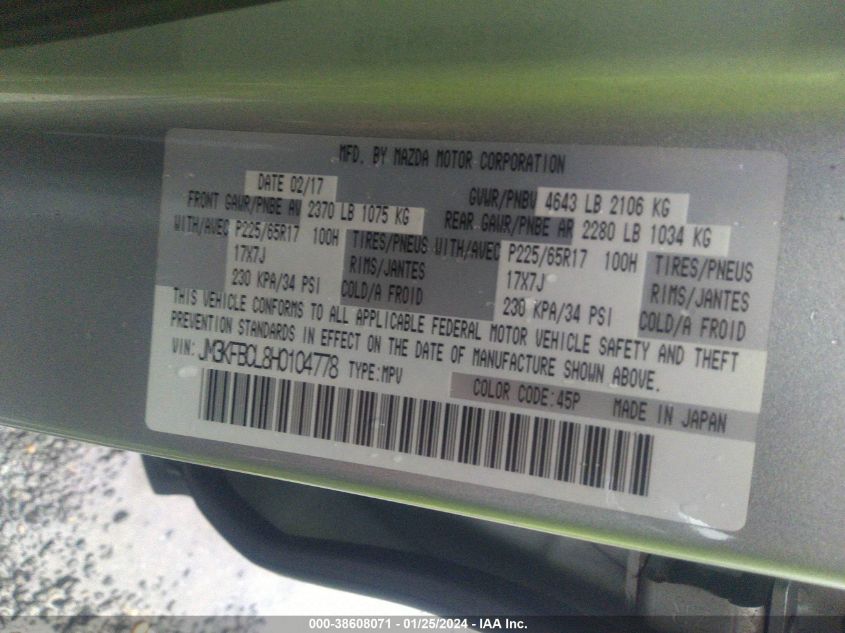 MFD. BY MAZDA MOTOR CORPORATION
DATE 02/17
GVWR/PNBV 4643 LB 2106 KG
FRONT GAWR/PNBE AV 2370 LB 1075 KG
REAR GAWR/PNBE AR 2280 LB 1034 KG
WITH/AVEC P225/65R17 100H TIRES/PNEUS
17X7J RIMS/JANTES
230 KPA/34 PSI COLD/A FROID
WITH/AVEC P225/65R17 100H TIRES/PNEUS
17X7J RIMS/JANTES
230 KPA/34 PSI COLD/A FROID
THIS VEHICLE CONFORMS TO ALL APPLICABLE FEDERAL MOTOR VEHICLE SAFETY AND THEFT
PREVENTION STANDARDS IN EFFECT ON THE DATE OF MANUFACTURE SHOWN ABOVE.
VIN: JM3KFBCL8H0104778 TYPE:MPV
COLOR CODE:45P MADE IN JAPAN
000-38608071 - 01/25/2024 - IAA Inc.